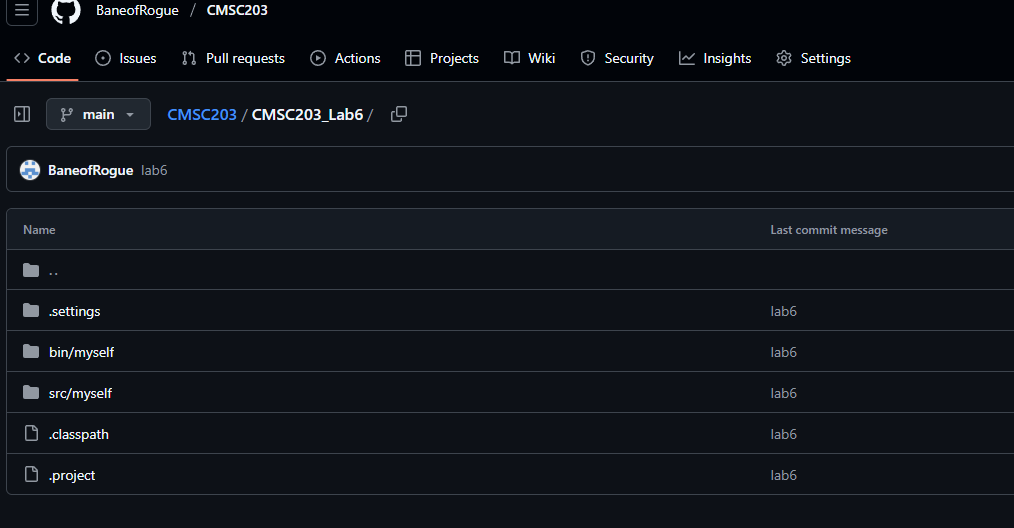 BaneofRogue / CMSC203
Code Issues Pull requests Actions Projects Wiki Security Insights Settings
main CMSC203 / CMSC203_Lab6 /
BaneofRogue lab6
Name Last commit message
..
.settings lab6
bin/myself lab6
src/myself lab6
.classpath lab6
.project lab6